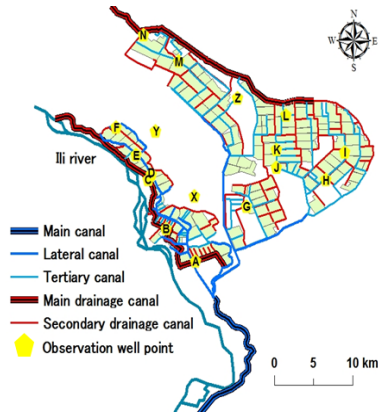 N
M
N
W E
S
Z
L
F
Y
K
I
E
J
Ili river
D
C
H
X
G
B
A
Main canal
Lateral canal
Tertiary canal
Main drainage canal
Secondary drainage canal
Observation well point
0 5 10 km